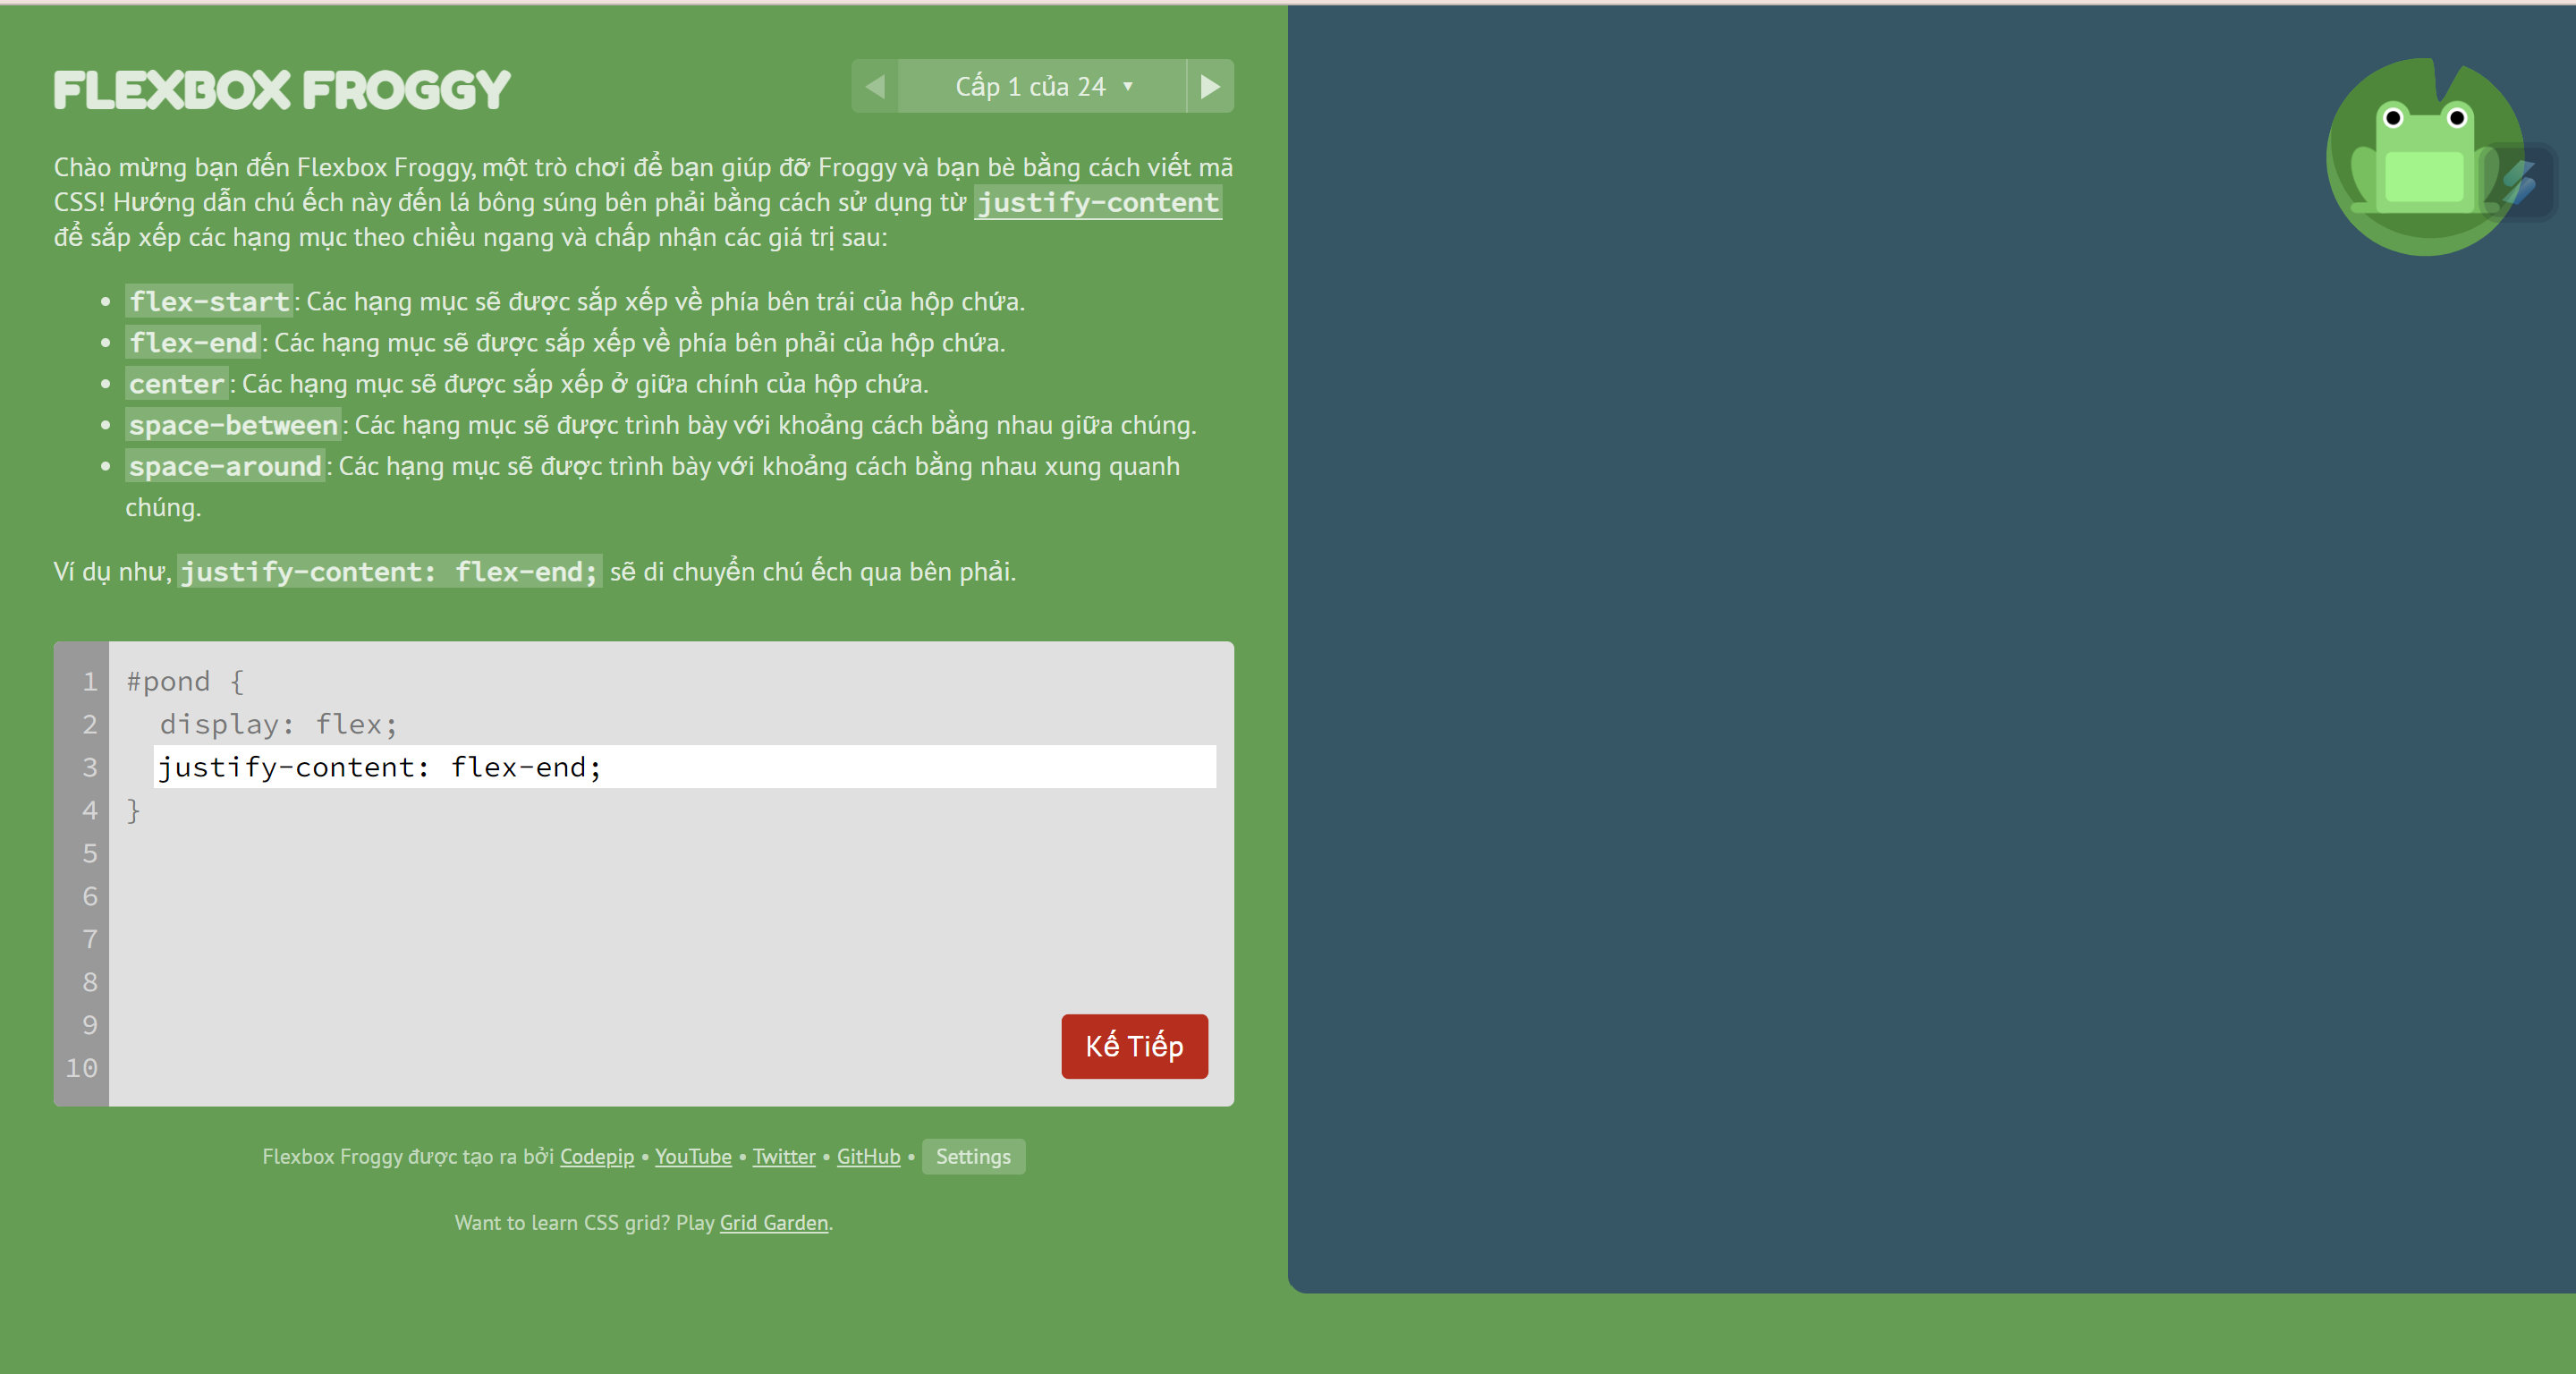 FLEXBOX FROGGY
Cấp 1 của 24 ▼
Chào mừng bạn đến Flexbox Froggy, một trò chơi để bạn giúp đỡ Froggy và bạn bè bằng cách viết mã
CSS! Hướng dẫn chú ếch này đến lá bông súng bên phải bằng cách sử dụng từ justify-content
để sắp xếp các hạng mục theo chiều ngang và chấp nhận các giá trị sau:
• flex-start: Các hạng mục sẽ được sắp xếp về phía bên trái của hộp chứa.
• flex-end: Các hạng mục sẽ được sắp xếp về phía bên phải của hộp chứa.
• center: Các hạng mục sẽ được sắp xếp ở giữa chính của hộp chứa.
• space-between: Các hạng mục sẽ được trình bày với khoảng cách bằng nhau giữa chúng.
• space-around: Các hạng mục sẽ được trình bày với khoảng cách bằng nhau xung quanh
chúng.
Ví dụ như, justify-content: flex-end; sẽ di chuyển chú ếch qua bên phải.
1 #pond {
2 display: flex;
3 justify-content: flex-end;
4 }
5
6
7
8
9
10
Kế Tiếp
Flexbox Froggy được tạo ra bởi Codepip • YouTube • Twitter • GitHub • Settings
Want to learn CSS grid? Play Grid Garden.